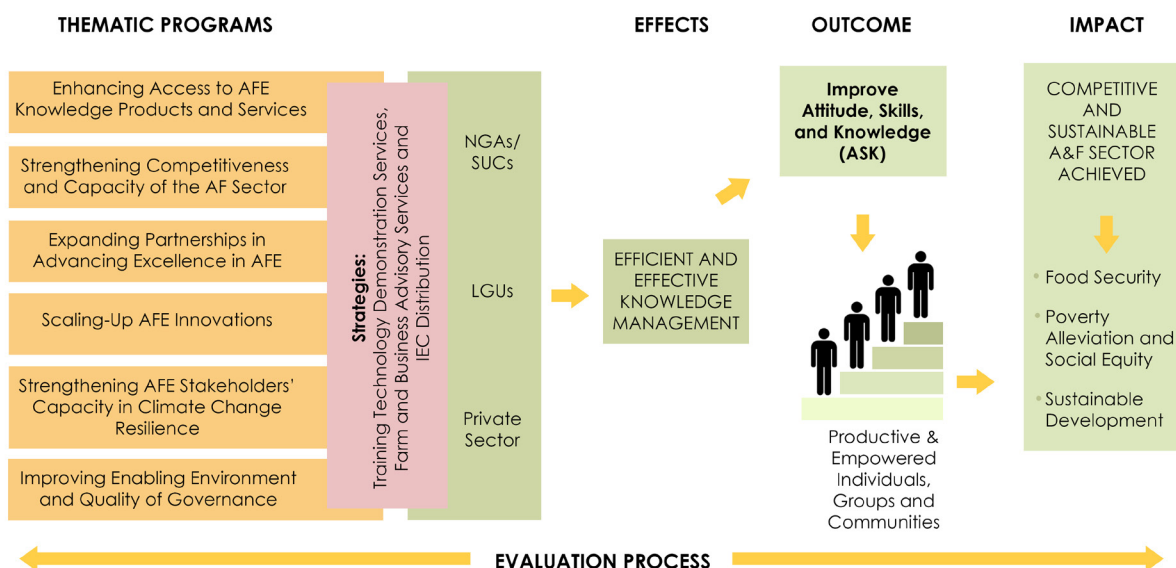 THEMATIC PROGRAMS
EFFECTS
OUTCOME
IMPACT
Enhancing Access to AFE
Knowledge Products and Services
Strengthening Competitiveness
and Capacity of the AF Sector
Expanding Partnerships in
Advancing Excellence in AFE
Scaling-Up AFE Innovations
Strengthening AFE Stakeholders’
Capacity in Climate Change
Resilience
Improving Enabling Environment
and Quality of Governance
Strategies:
Training Technology Demonstration Services,
Farm and Business Advisory Services and
IEC Distribution
NGAs/
SUCs
LGUs
Private
Sector
EFFICIENT AND
EFFECTIVE
KNOWLEDGE
MANAGEMENT
Improve
Attitude, Skills,
and Knowledge
(ASK)
Productive &
Empowered
Individuals,
Groups and
Communities
COMPETITIVE
AND
SUSTAINABLE
A&F SECTOR
ACHIEVED
• Food Security
• Poverty
Alleviation and
Social Equity
• Sustainable
Development
EVALUATION PROCESS